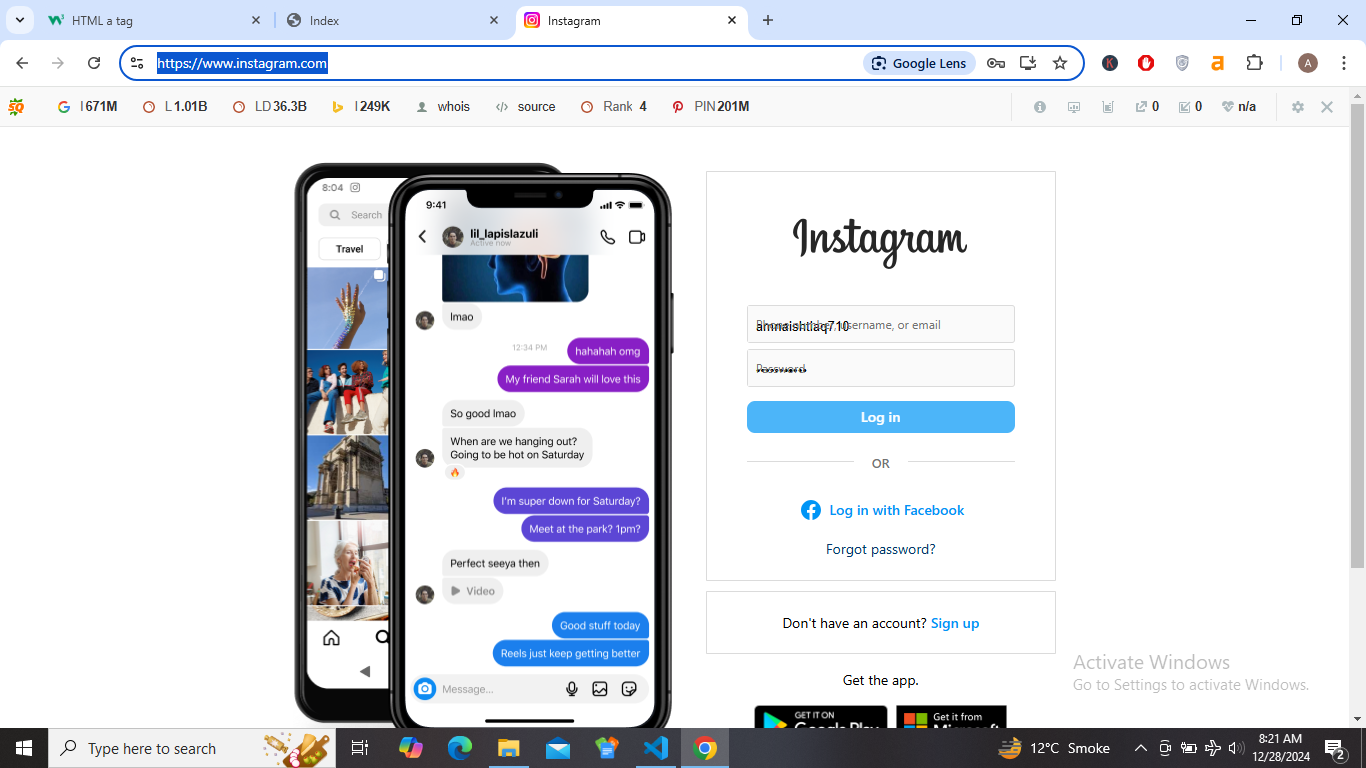 HTML a tag
Index
Instagram
https://www.instagram.com
Google Lens
A
I 671M
L 1.01B
LD 36.3B
I 249K
whois
source
Rank 4
PIN 201M
0
0
n/a
8:04
Search
Travel
9:41
lil_lapislazuli
Active now
lmao
12:34 PM
hahahah omg
My friend Sarah will love this
So good lmao
When are we hanging out?
Going to be hot on Saturday
I'm super down for Saturday?
Meet at the park? 1pm?
Perfect seeya then
Video
Good stuff today
Reels just keep getting better
Message...
Instagram
Phone number, username, or email
Password
Log in
OR
Log in with Facebook
Forgot password?
Don't have an account? Sign up
Get the app.
GET IT ON
Google Play
Get it from
Microsoft
Activate Windows
Go to Settings to activate Windows.
Type here to search
12°C Smoke
8:21 AM
12/28/2024
2